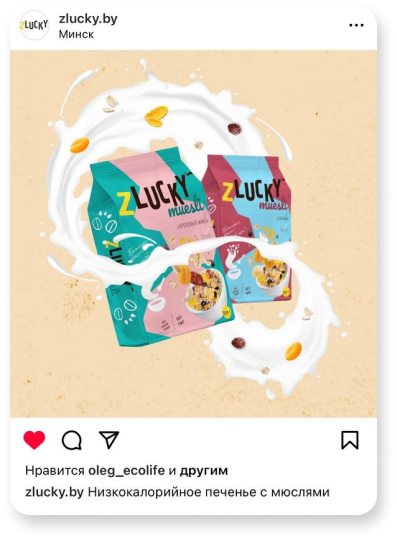 ZLUCKY
zlucky.by
Минск
ZLUCKY
muesli
ZLUCKY
muesli
Нравится oleg_ecolife и другим
zlucky.by Низкокалорийное печенье с мюслями